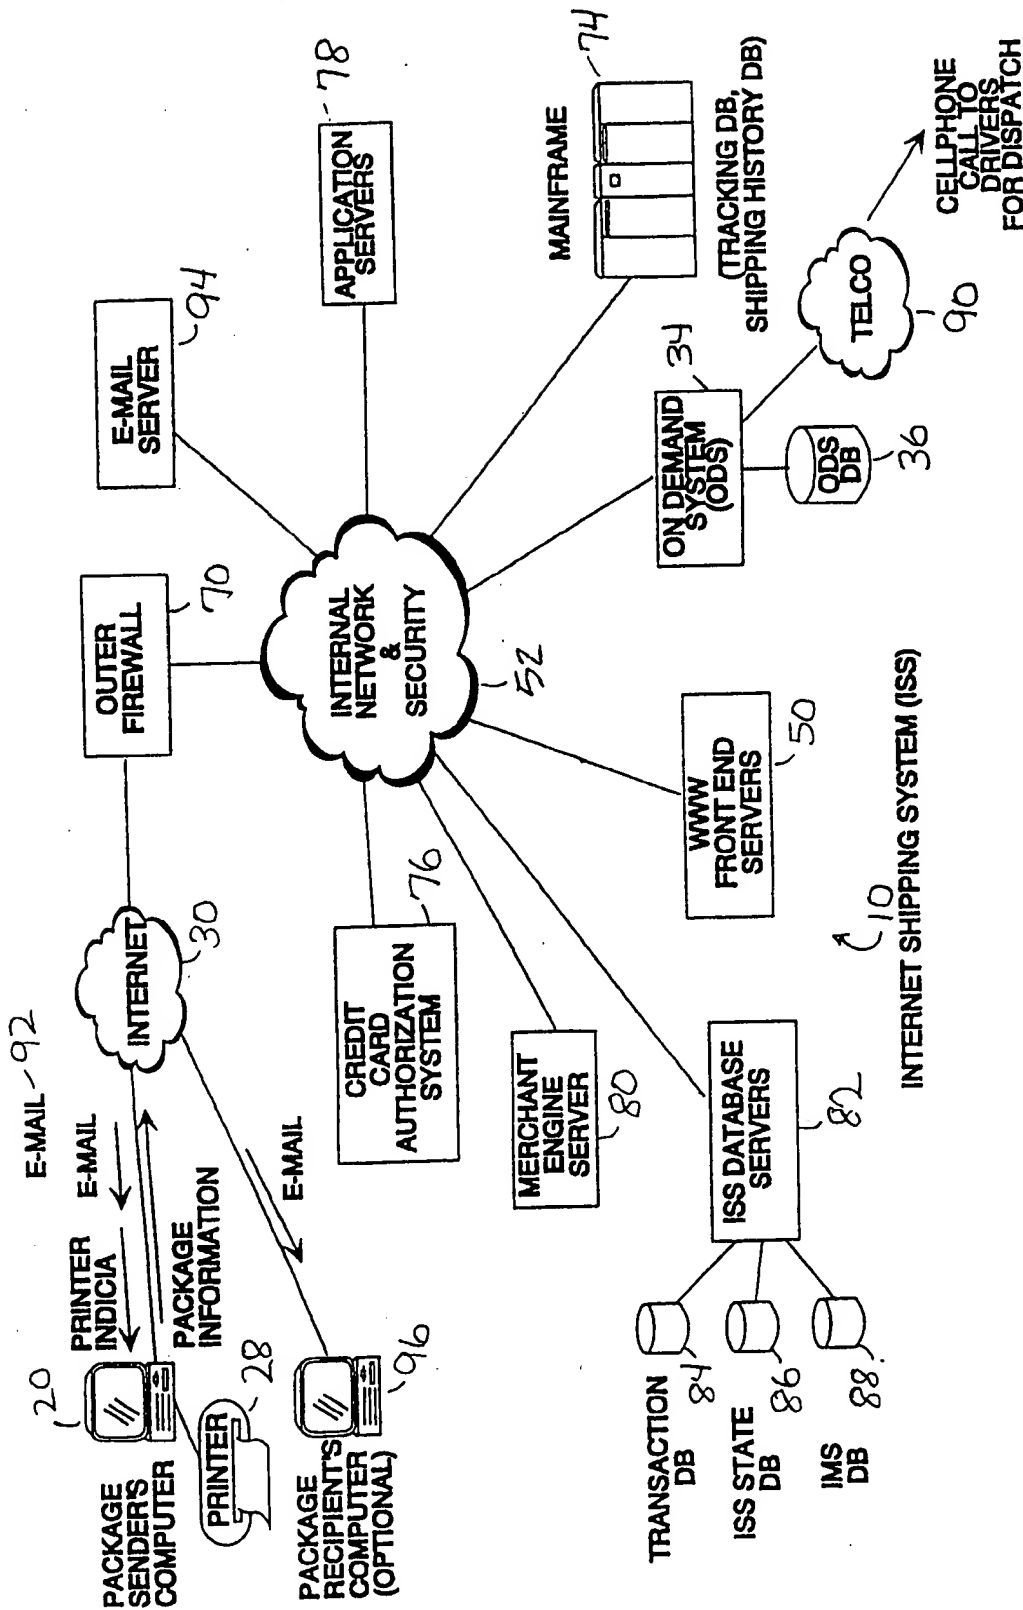 E-MAIL 92
20
PRINTER
INDICIA
E-MAIL
PACKAGE
SENDER'S
COMPUTER
PACKAGE
INFORMATION
PRINTER
28
INTERNET
30
E-MAIL
PACKAGE
RECIPIENT'S
COMPUTER
(OPTIONAL)
96
OUTER
FIREWALL
70
E-MAIL
SERVER
94
APPLICATION
SERVERS
78
INTERNAL
NETWORK
&
SECURITY
52
CREDIT
CARD
AUTHORIZATION
SYSTEM
76
MERCHANT
ENGINE
SERVER
80
MAINFRAME
74
(TRACKING DB,
SHIPPING HISTORY DB)
ON DEMAND
SYSTEM
(ODS)
34
ODS
DB
36
TELCO
90
CELLPHONE
CALL TO
DRIVERS
FOR DISPATCH
WWW
FRONT END
SERVERS
50
ISS DATABASE
SERVERS
82
TRANSACTION
DB
84
ISS STATE
DB
86
IMS
DB
88
10
INTERNET SHIPPING SYSTEM (ISS)